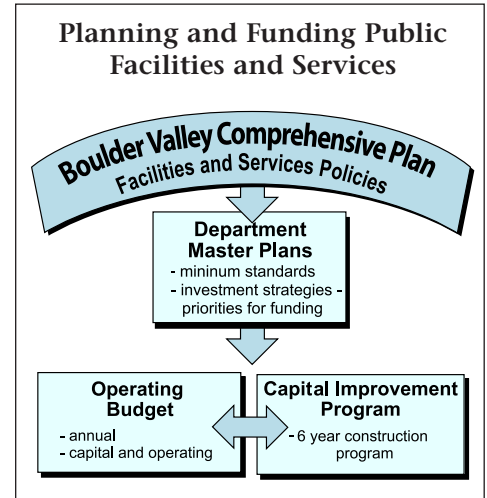 Planning and Funding Public
Facilities and Services
Boulder Valley Comprehensive Plan
Facilities and Services Policies
Department
Master Plans
- mininum standards
- investment strategies -
priorities for funding
Operating
Budget
- annual
- capital and operating
Capital Improvement
Program
- 6 year construction
program